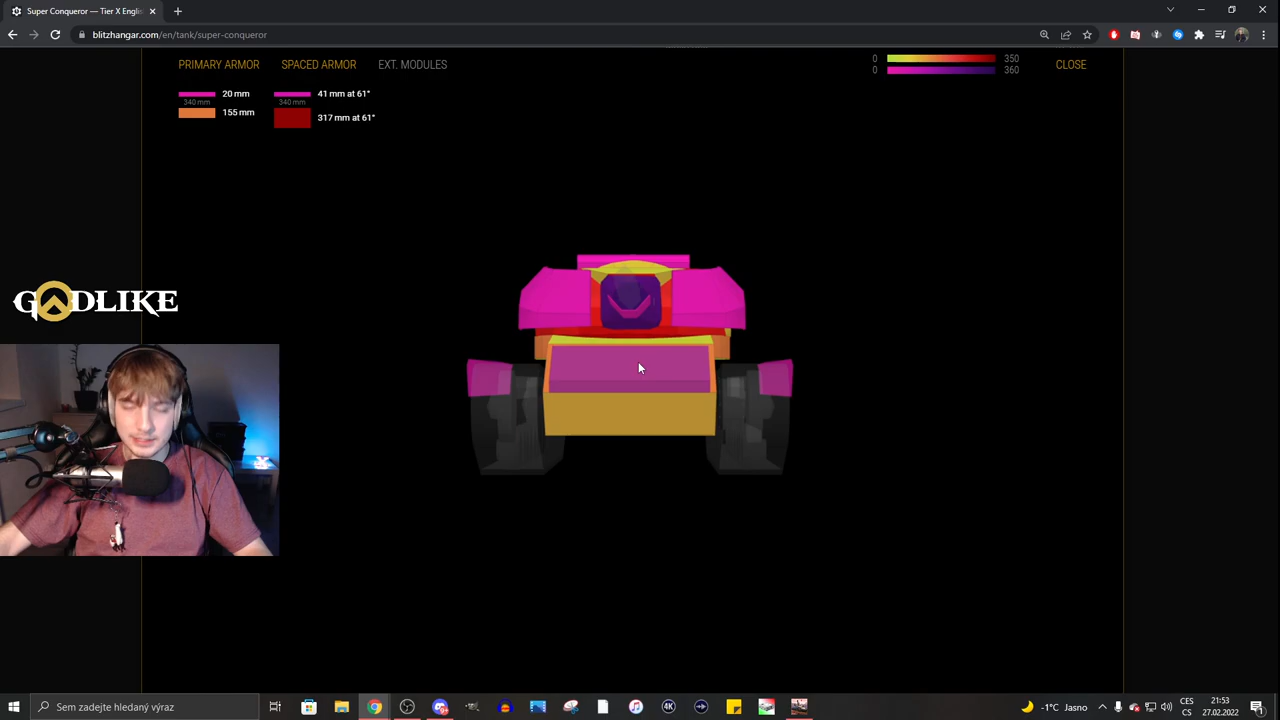 Super Conqueror — Tier X Engli
blitzhangar.com/en/tank/super-conqueror
PRIMARY ARMOR SPACED ARMOR EXT. MODULES
0 350
0 360
CLOSE
20 mm 41 mm at 61°
340 mm 340 mm
155 mm 317 mm at 61°
GODLIKE
Sem zadejte hledaný výraz
4K
-1°C Jasno
CES
CS
21:53
27.02.2022